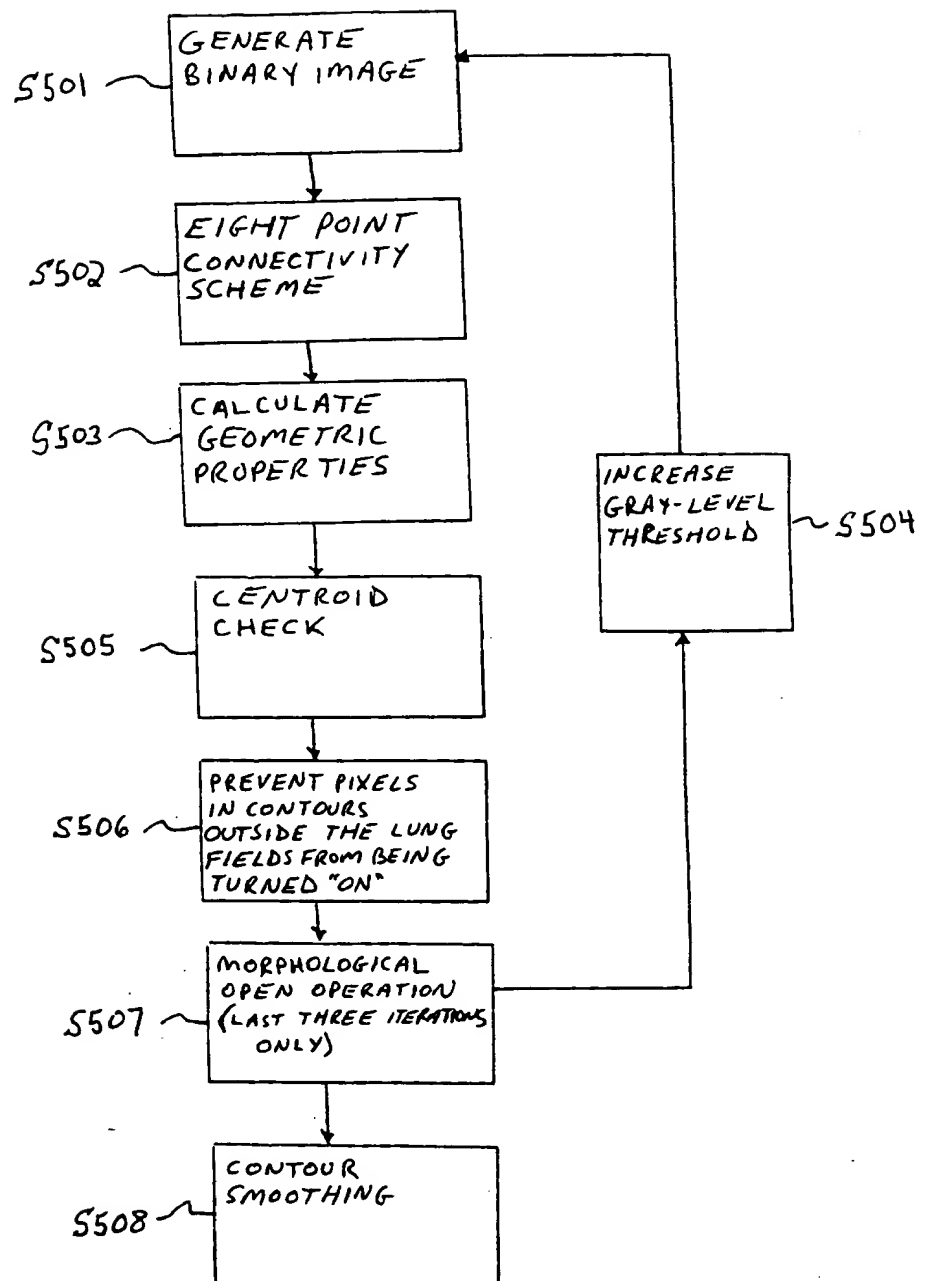 GENERATE
BINARY IMAGE
S501
EIGHT POINT
CONNECTIVITY
SCHEME
S502
CALCULATE
GEOMETRIC
PROPERTIES
S503
INCREASE
GRAY-LEVEL
THRESHOLD
S504
CENTROID
CHECK
S505
PREVENT PIXELS
IN CONTOURS
OUTSIDE THE LUNG
FIELDS FROM BEING
TURNED "ON"
S506
MORPHOLOGICAL
OPEN OPERATION
(LAST THREE ITERATIONS
ONLY)
S507
CONTOUR
SMOOTHING
S508